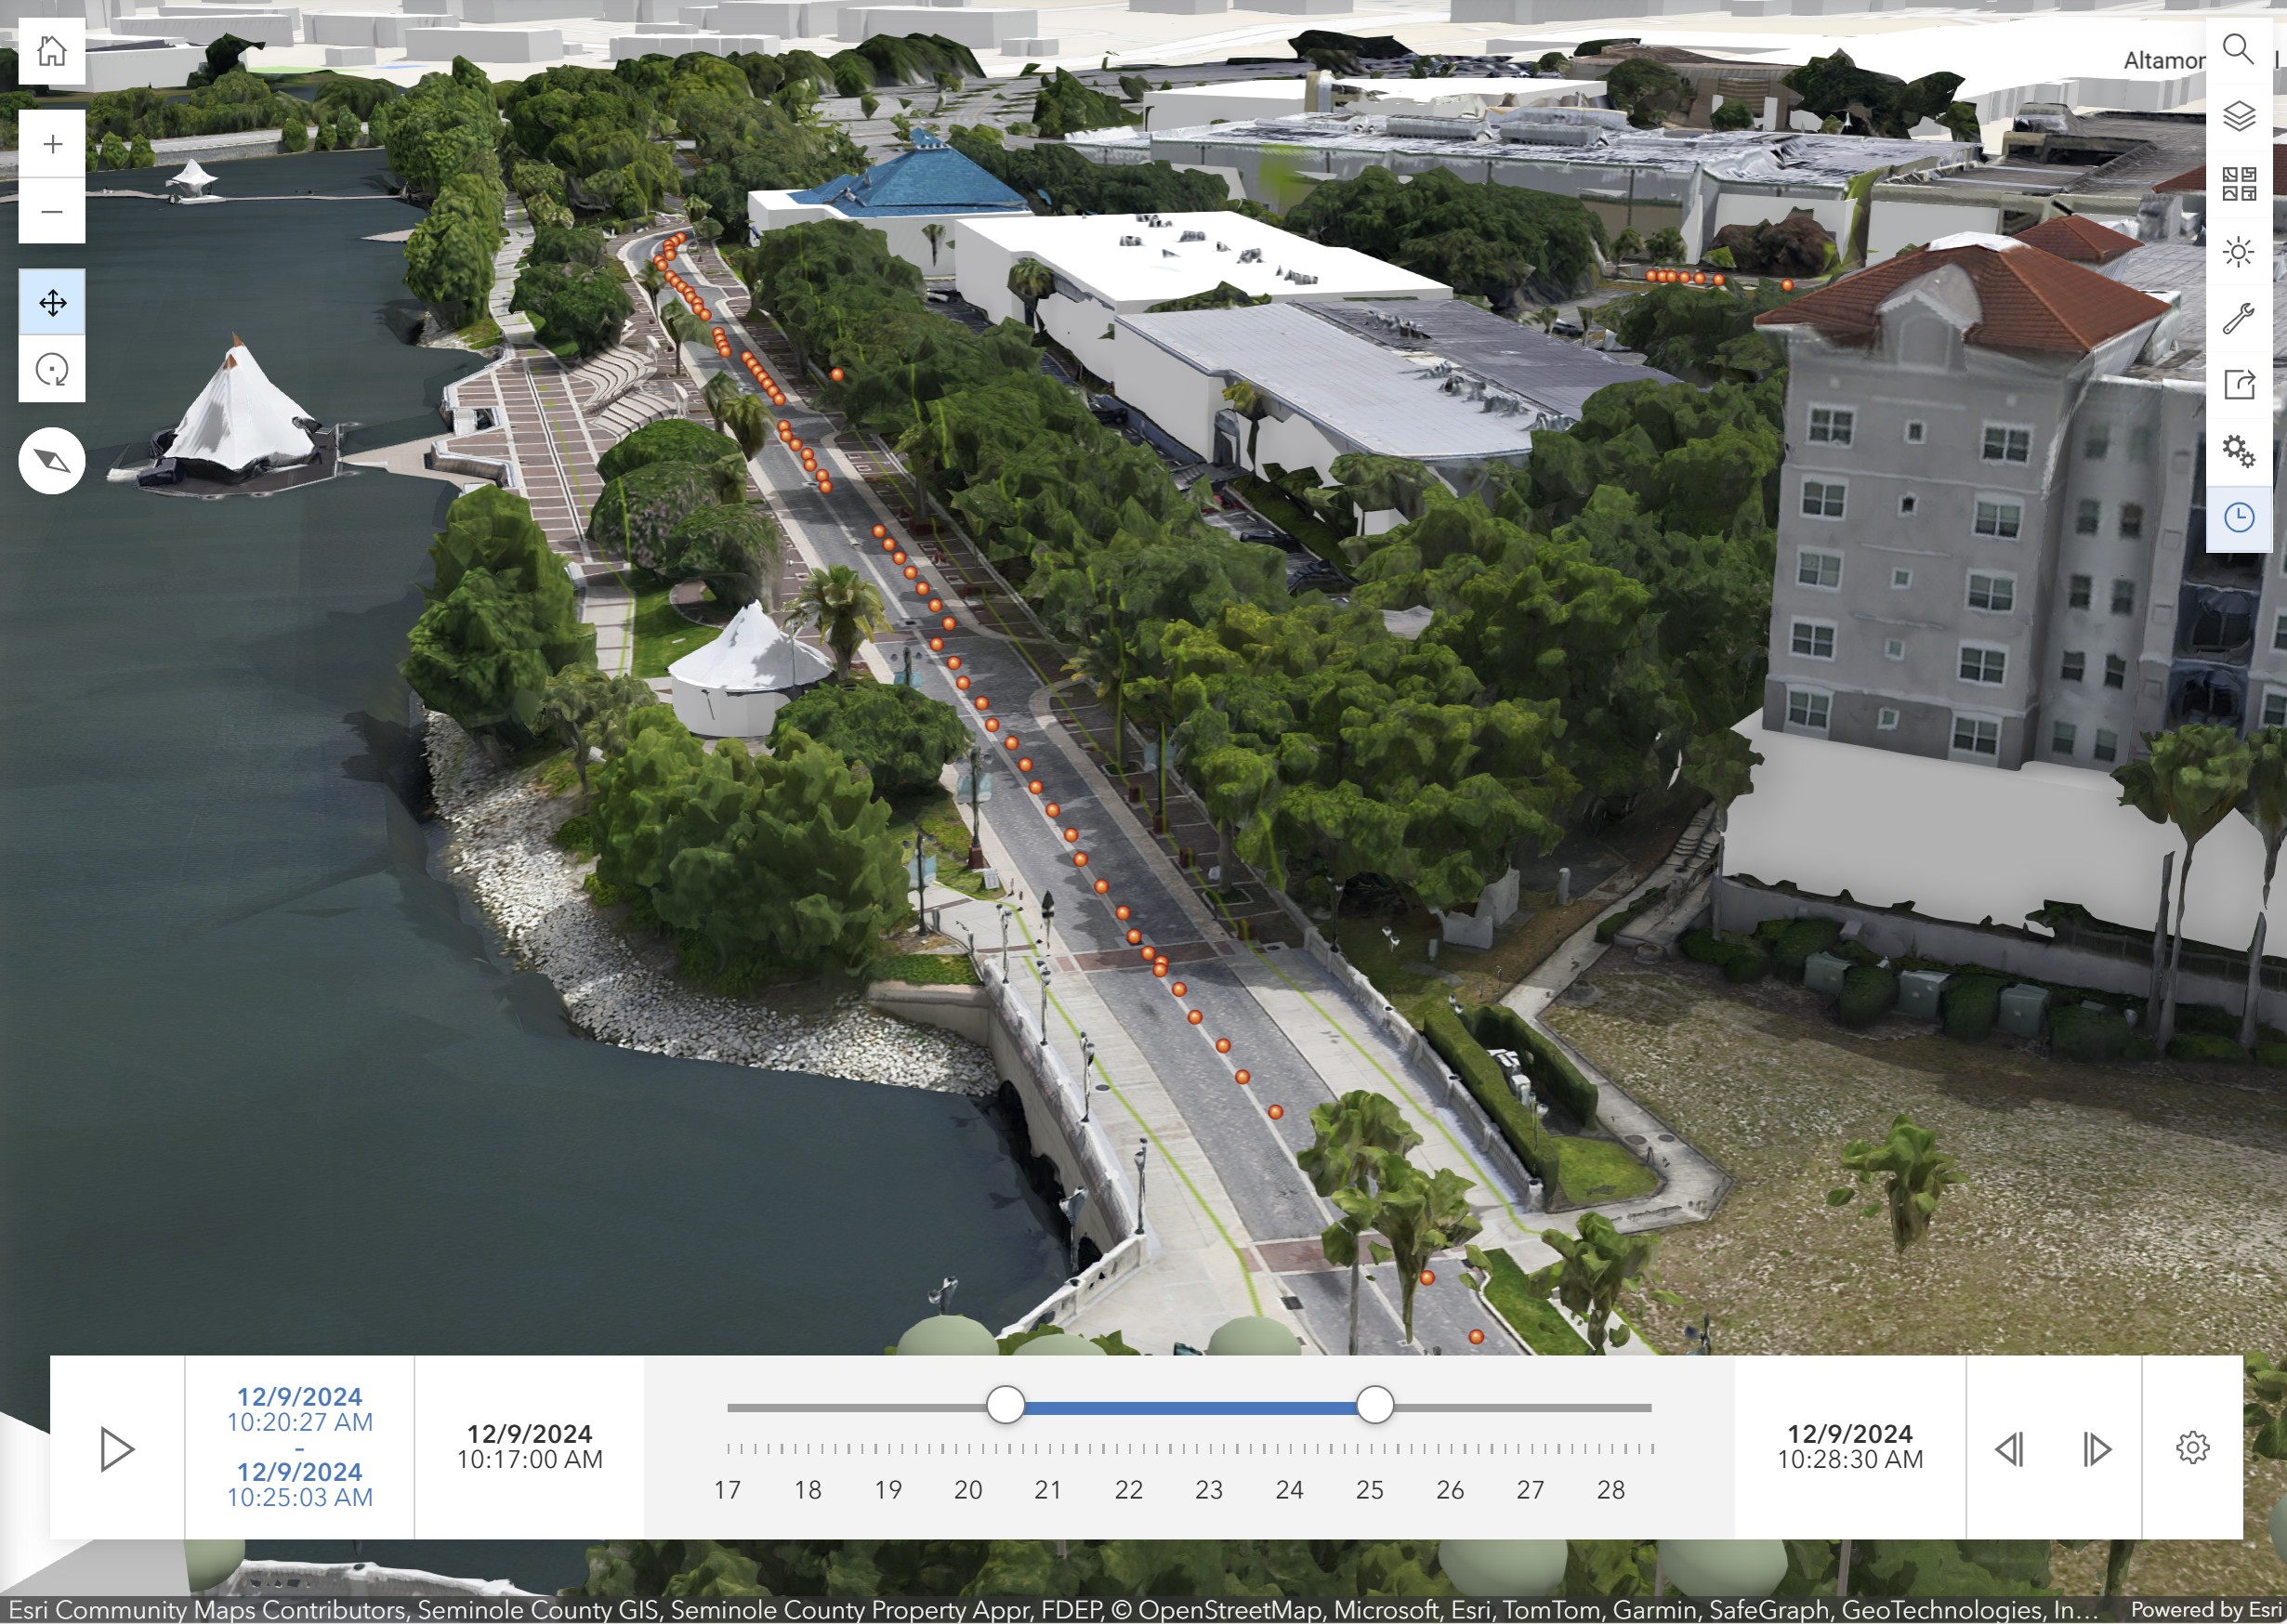 Altamon
12/9/2024
10:20:27 AM
-
12/9/2024
10:25:03 AM
12/9/2024
10:17:00 AM
17 18 19 20 21 22 23 24 25 26 27 28
12/9/2024
10:28:30 AM
Esri Community Maps Contributors, Seminole County GIS, Seminole County Property Appr, FDEP, © OpenStreetMap, Microsoft, Esri, TomTom, Garmin, SafeGraph, GeoTechnologies, In... Powered by Esri